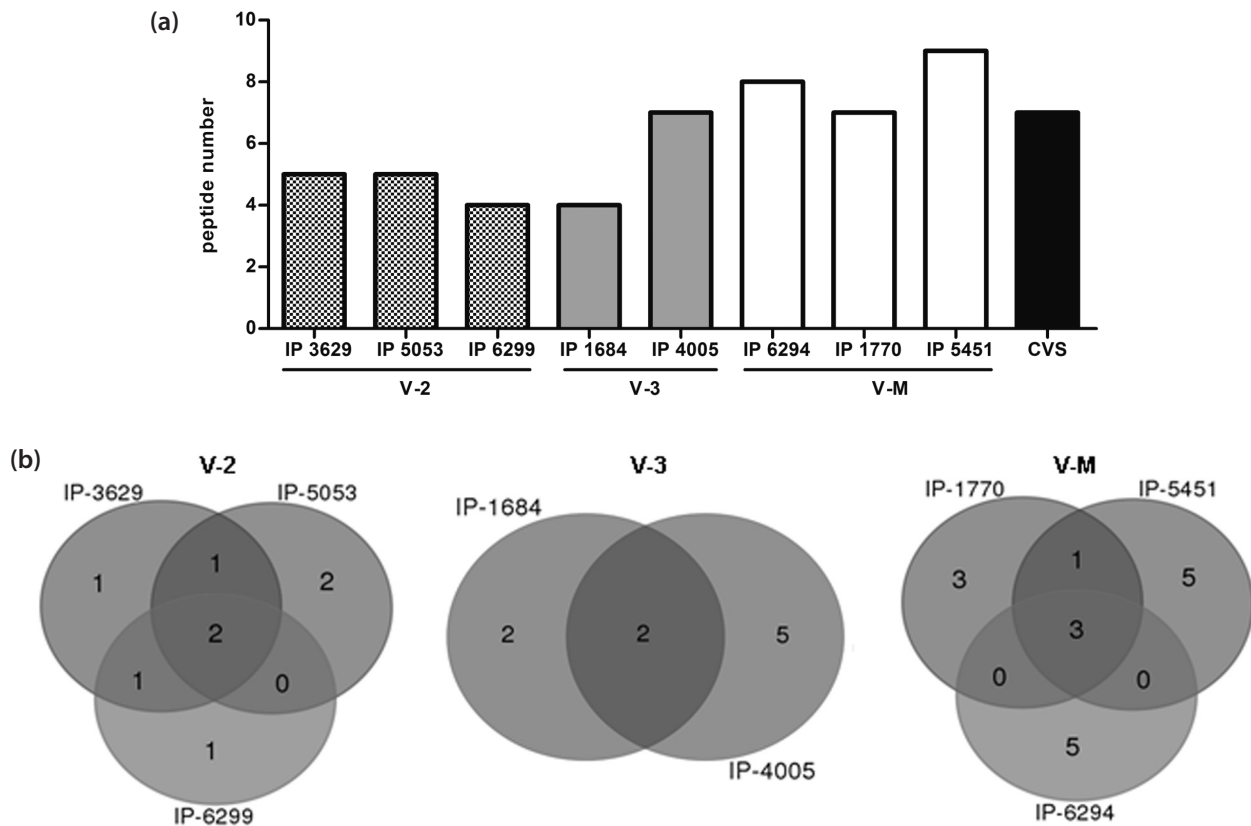 (a)
peptide number
10
8
6
4
2
0
IP 3629 IP 5053 IP 6299 IP 1684 IP 4005 IP 6294 IP 1770 IP 5451 CVS
V-2 V-3 V-M
(b)
V-2
IP-3629 IP-5053
1 1 2
2
1 0
1
IP-6299
V-3
IP-1684
2 2 5
IP-4005
V-M
IP-1770 IP-5451
3 1 5
3
0 0
5
IP-6294